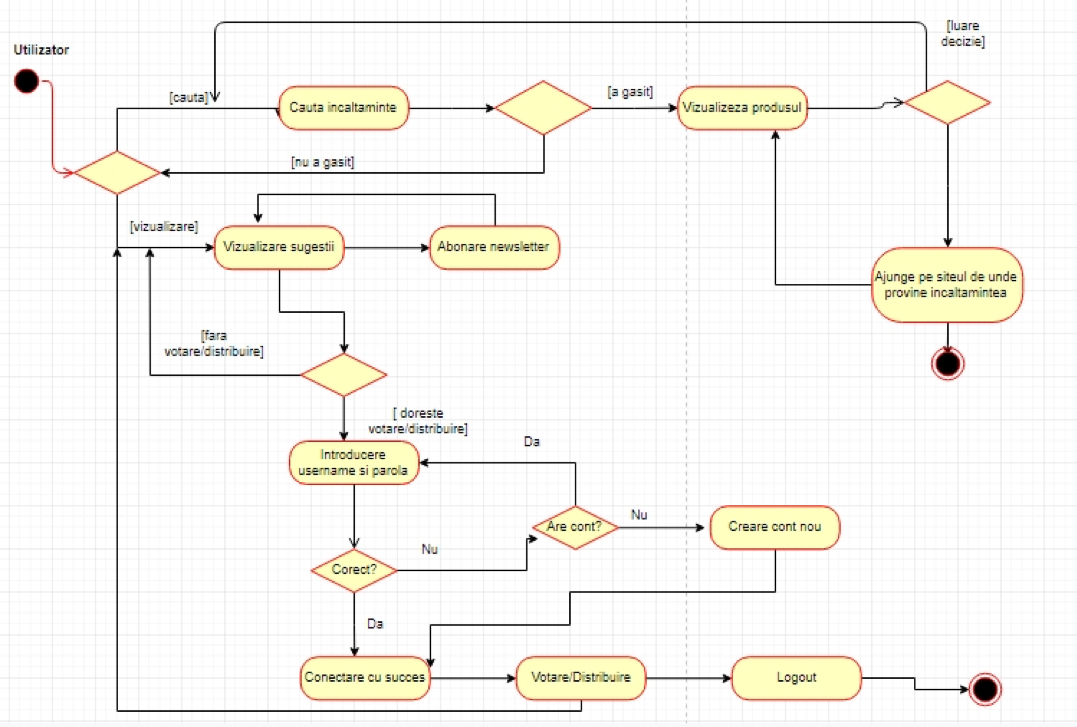 [luare
decizie]
Utilizator
[cauta]
Cauta incaltaminte
[a gasit]
Vizualizeza produsul
[nu a gasit]
[vizualizare]
Vizualizare sugestii
Abonare newsletter
Ajunge pe siteul de unde
provine incaltamintea
[fara
votare/distribuire]
[ doreste
votare/distribuire]
Introducere
username si parola
Da
Are cont?
Nu
Creare cont nou
Nu
Corect?
Da
Conectare cu succes
Votare/Distribuire
Logout